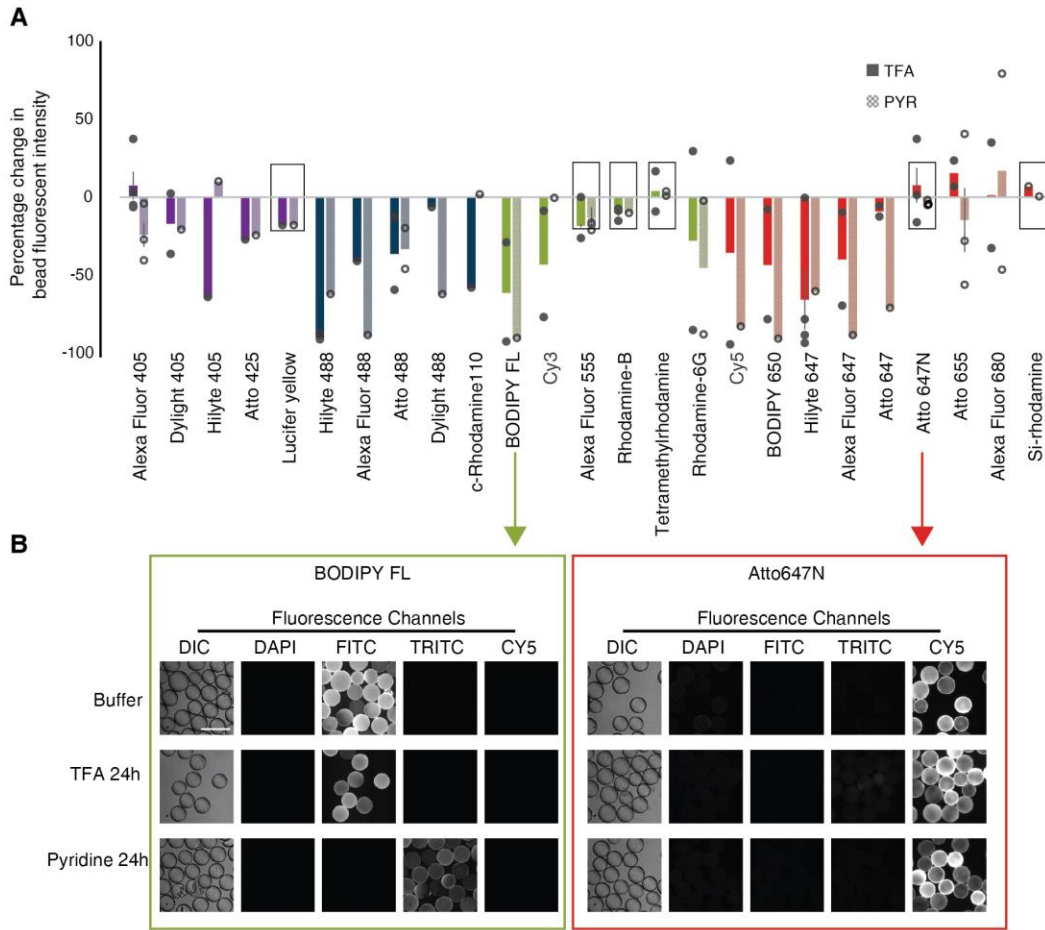 A
Percentage change in
bead fluorescent intensity
100
50
0
-50
-100
TFA
PYR
Alexa Fluor 405
Dylight 405
Hilyte 405
Atto 425
Lucifer yellow
Hilyte 488
Alexa Fluor 488
Atto 488
Dylight 488
c-Rhodamine110
BODIPY FL
Cy3
Alexa Fluor 555
Rhodamine-B
Tetramethylrhodamine
Rhodamine-6G
Cy5
BODIPY 650
Hilyte 647
Alexa Fluor 647
Atto 647
Atto 647N
Atto 655
Alexa Fluor 680
Si-rhodamine
B
BODIPY FL
Fluorescence Channels
DIC DAPI FITC TRITC CY5
Atto647N
Fluorescence Channels
DIC DAPI FITC TRITC CY5
Buffer
TFA 24h
Pyridine 24h